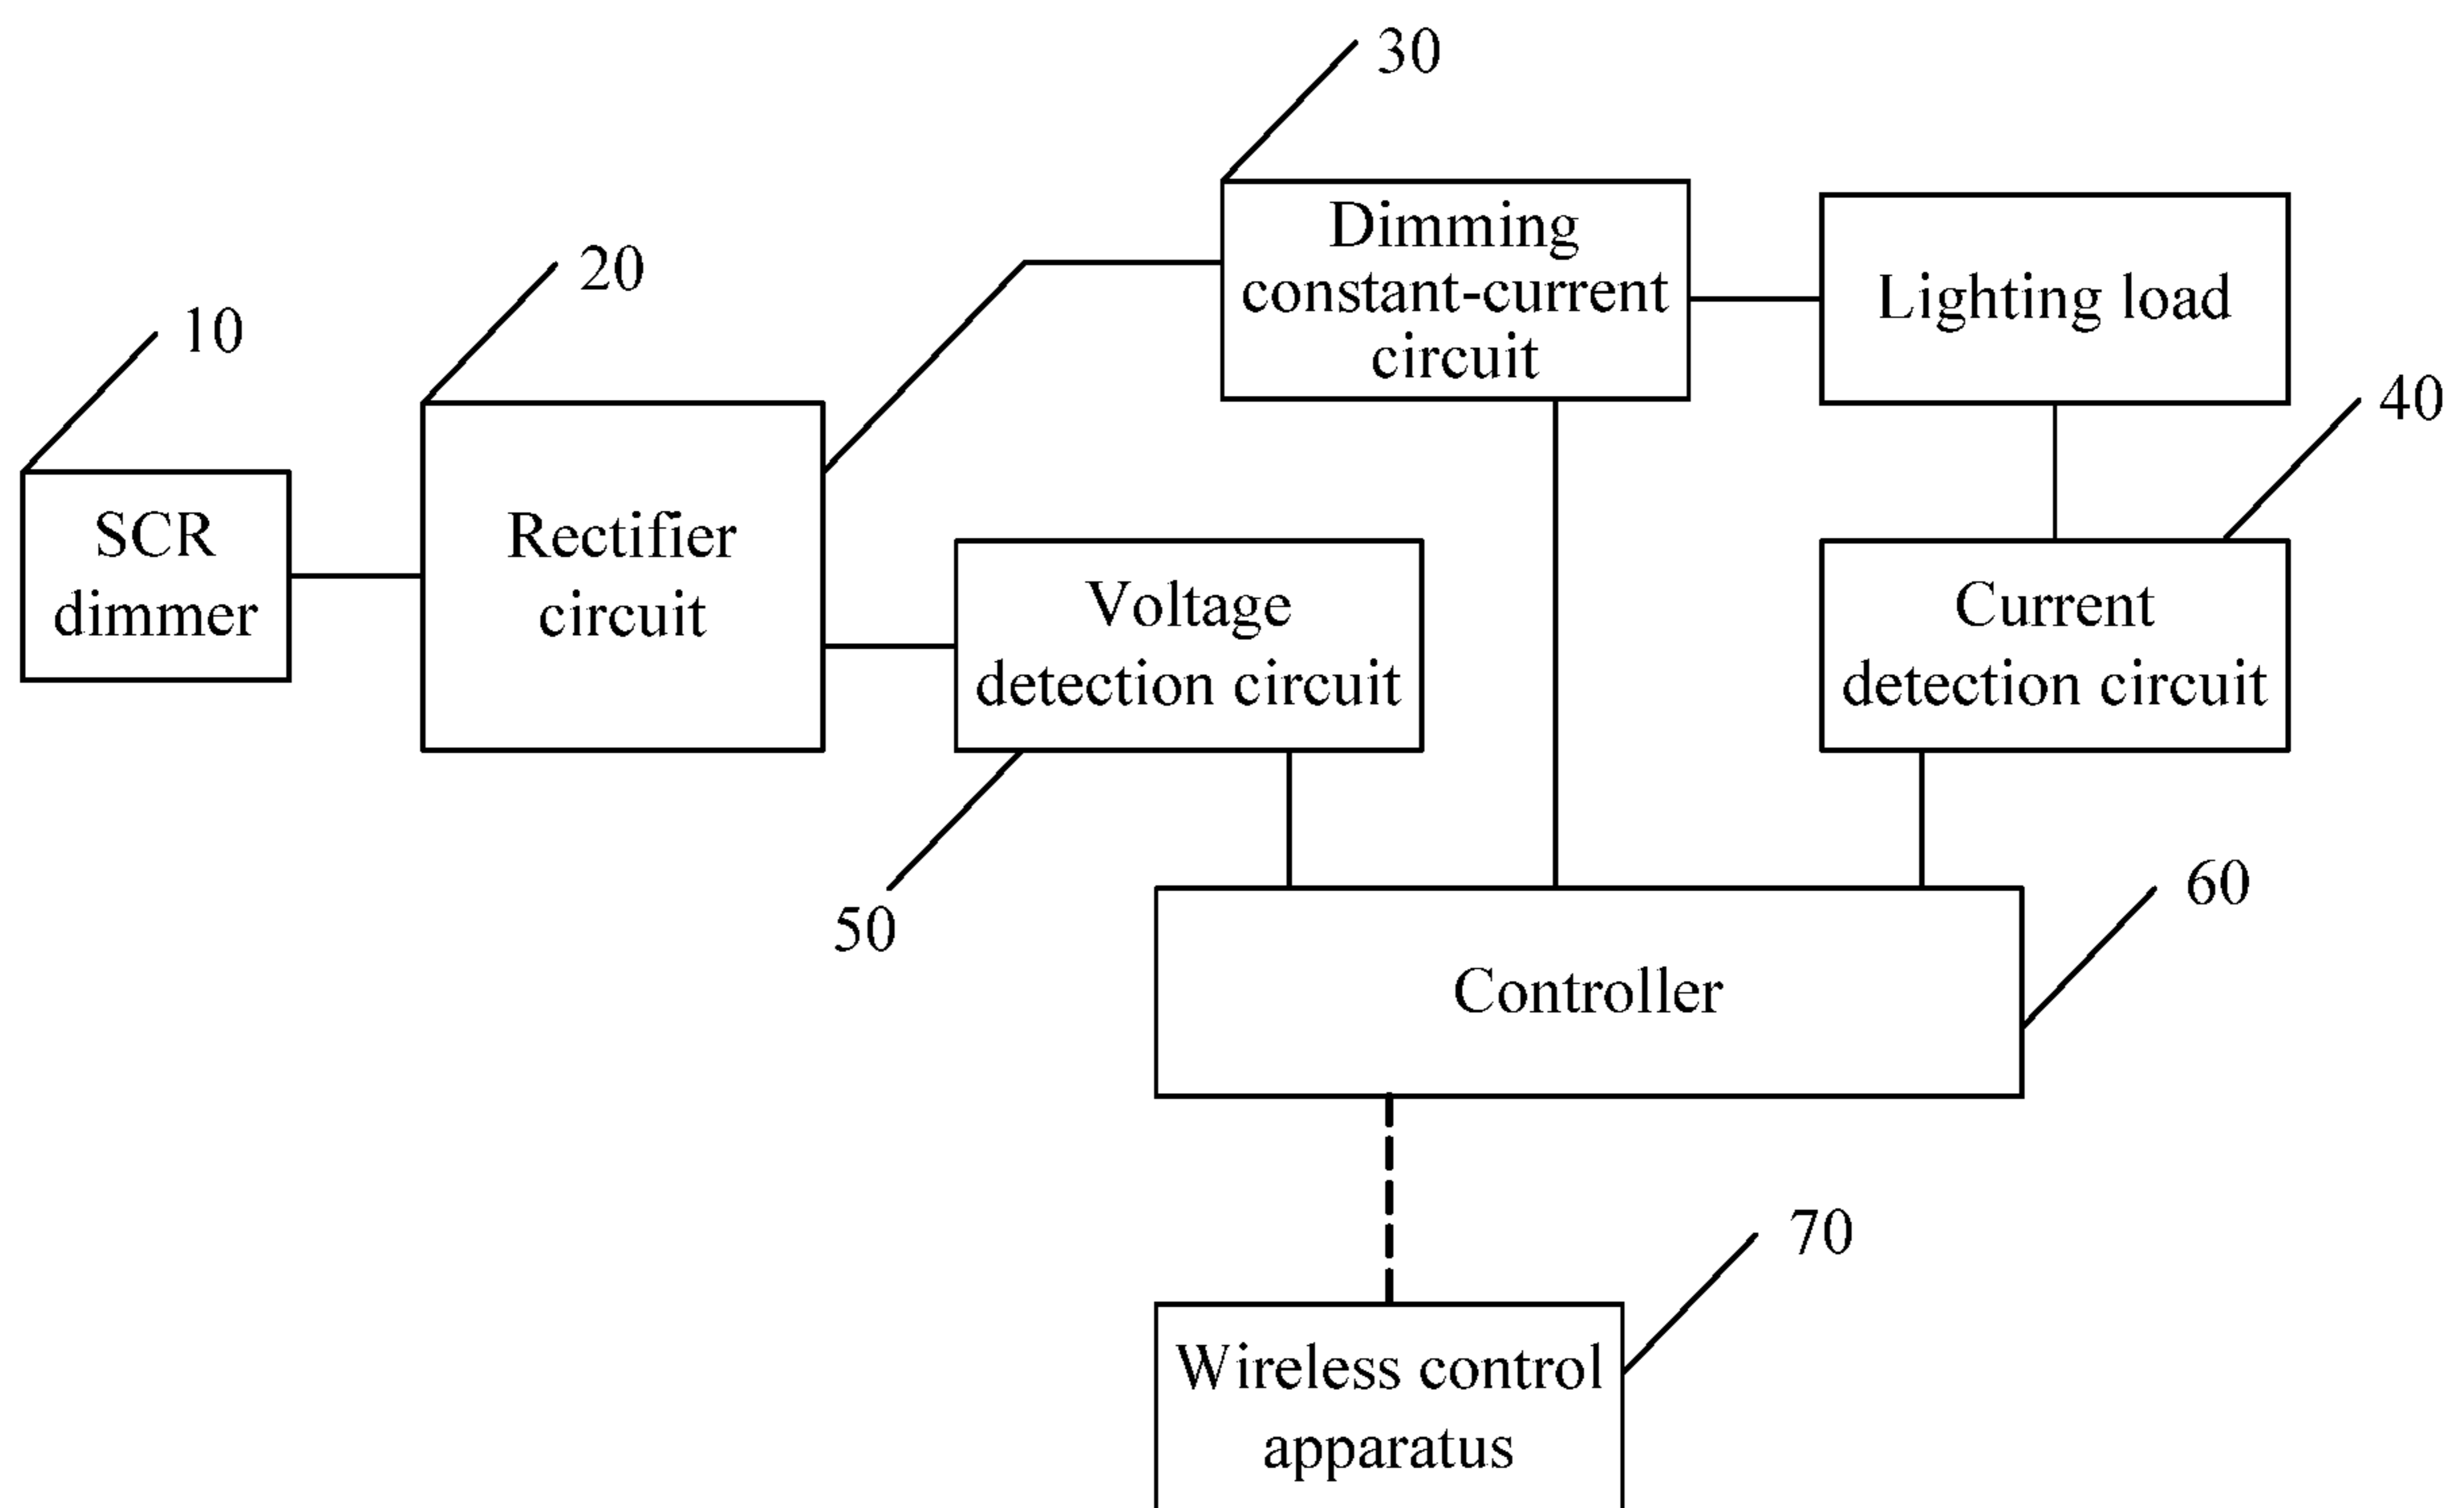 30
Dimming
constant-current
circuit
Lighting load
20
10
40
SCR
dimmer
Rectifier
circuit
Voltage
detection circuit
Current
detection circuit
50
60
Controller
70
Wireless control
apparatus